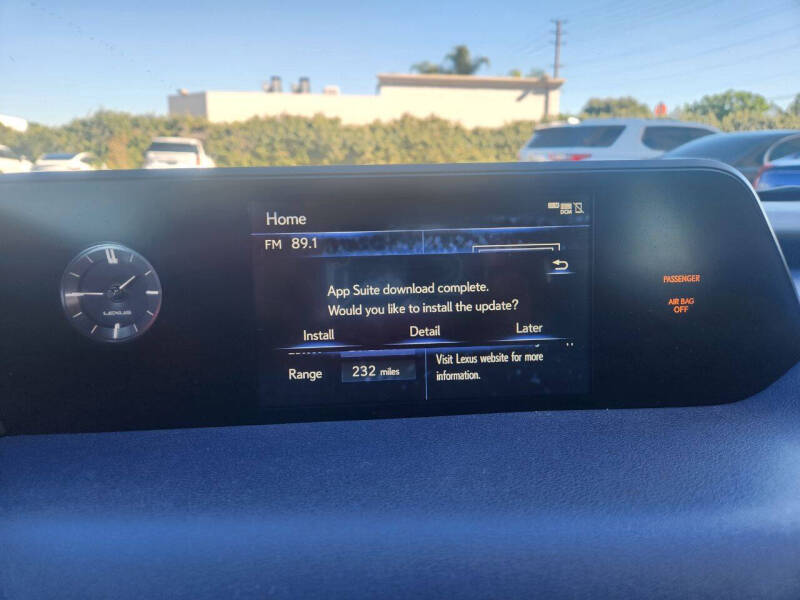 Home
DCM
FM 89.1
App Suite download complete.
Would you like to install the update?
Install Detail Later
Range 232 miles
Visit Lexus website for more
information.
LEXUS
PASSENGER
AIR BAG
OFF